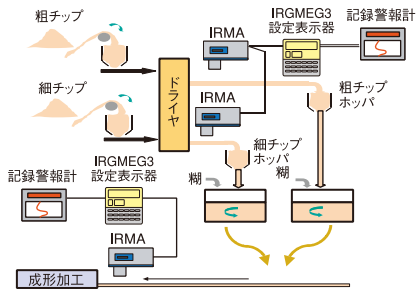 粗チップ
IRMA
IRGMEG3
設定表示器
記録警報計
細チップ
ドライヤ
IRMA
粗チップ
ホッパ
細チップ
ホッパ
糊
糊
記録警報計
IRGMEG3
設定表示器
IRMA
成形加工